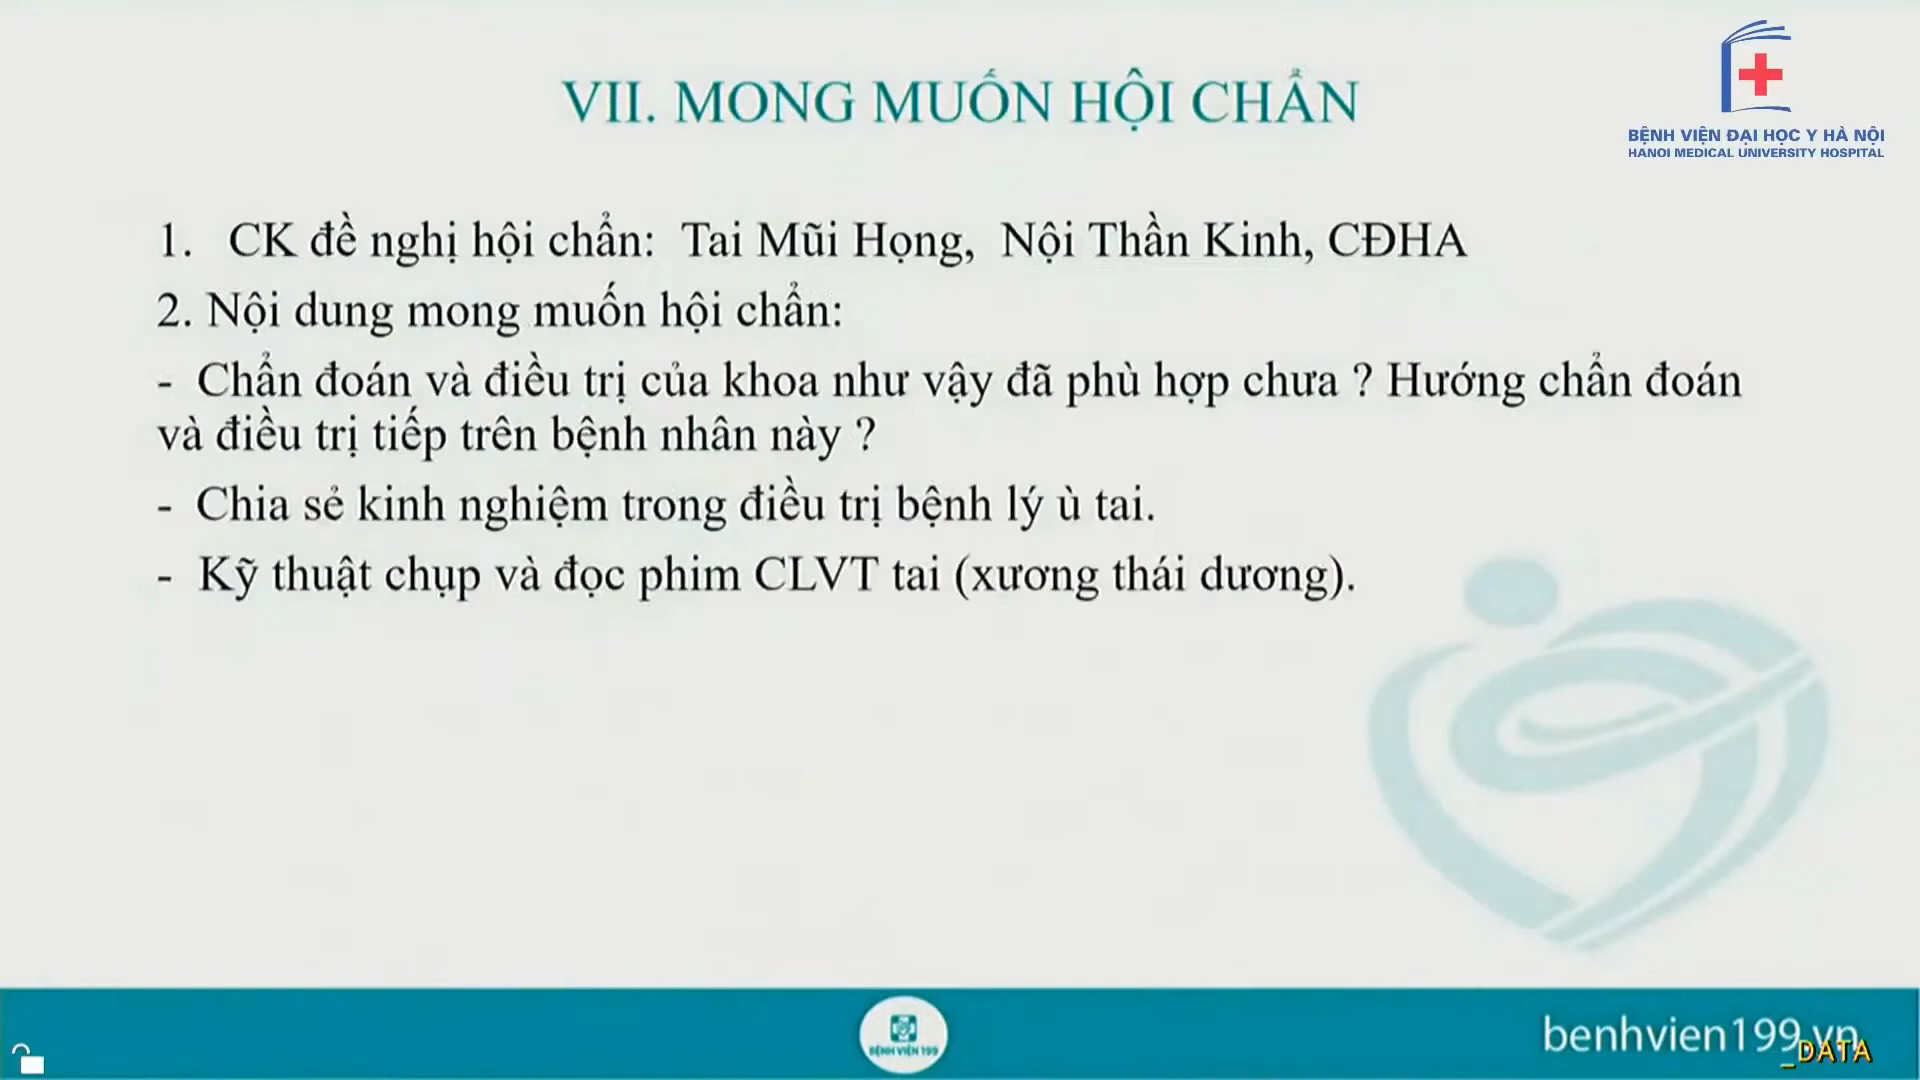 BỆNH VIỆN ĐẠI HỌC Y HÀ NỘI
HANOI MEDICAL UNIVERSITY HOSPITAL
VII. MONG MUỐN HỘI CHẨN
1. CK đề nghị hội chẩn: Tai Mũi Họng, Nội Thần Kinh, CĐHA
2. Nội dung mong muốn hội chẩn:
- Chẩn đoán và điều trị của khoa như vậy đã phù hợp chưa ? Hướng chẩn đoán
và điều trị tiếp trên bệnh nhân này ?
- Chia sẻ kinh nghiệm trong điều trị bệnh lý ù tai.
- Kỹ thuật chụp và đọc phim CLVT tai (xương thái dương).
BỆNH VIỆN 199
benhvien199.vn
_DATA